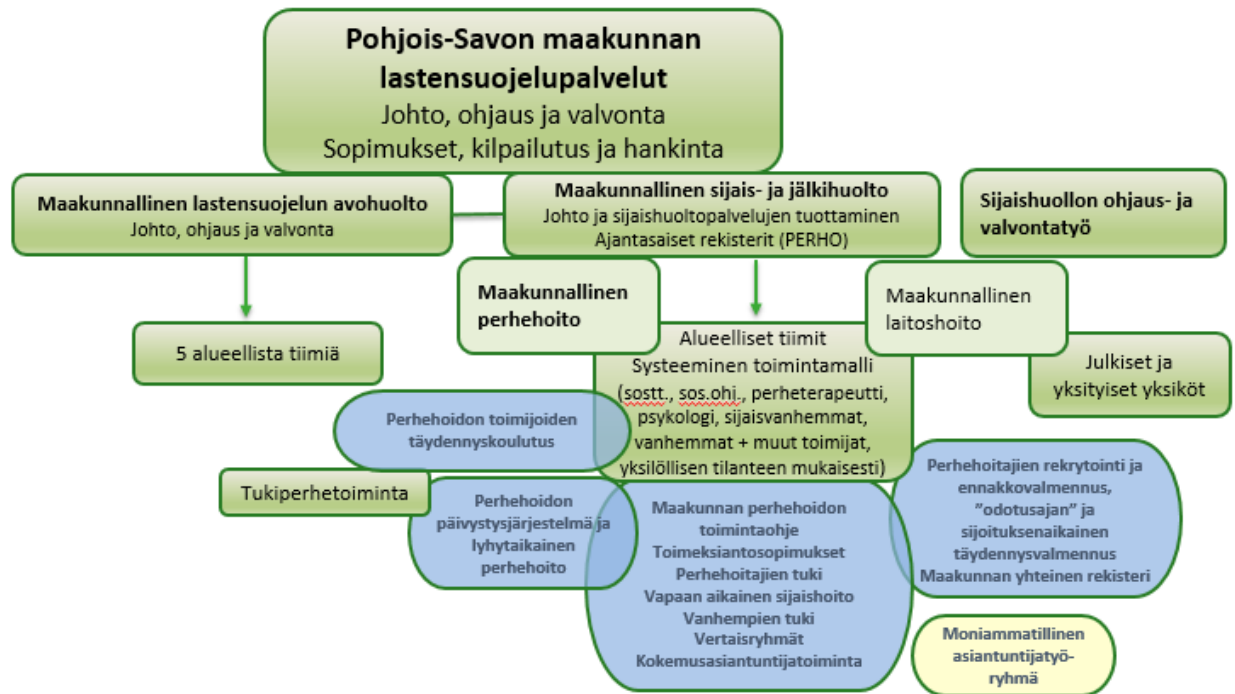 Pohjois-Savon maakunnan
lastensuojelupalvelut
Johto, ohjaus ja valvonta
Sopimukset, kilpailutus ja hankinta
Maakunnallinen lastensuojelun avohuolto
Johto, ohjaus ja valvonta
Maakunnallinen sijais- ja jälkihuolto
Johto ja sijaishuoltopalvelujen tuottaminen
Ajantasaiset rekisterit (PERHO)
Sijaishuollon ohjaus- ja
valvontatyö
Maakunnallinen
perhehoito
Maakunnallinen
laitoshoito
5 alueellista tiimiä
Alueelliset tiimit
Systeeminen toimintamalli
(sostt., sos.ohj., perheterapeutti,
psykologi, sijaisvanhemmat,
vanhemmat + muut toimijat,
yksilöllisen tilanteen mukaisesti)
Julkiset ja
yksityiset yksiköt
Perhehoidon toimijoiden
täydennyskoulutus
Tukiperhetoiminta
Perhehoidon
päivystysjärjestelmä ja
lyhytaikainen
perhehoito
Maakunnan perhehoidon
toimintaohje
Toimeksiantosopimukset
Perhehoitajien tuki
Vapaan aikainen sijaishoito
Vanhempien tuki
Vertaisryhmät
Kokemusasiantuntijatoiminta
Perhehoitajien rekrytointi ja
ennakkovalmennus,
”odotusajan” ja
sijoituksenaikainen
täydennysvalmennus
Maakunnan yhteinen rekisteri
Moniammatillinen
asiantuntijatyö-
ryhmä